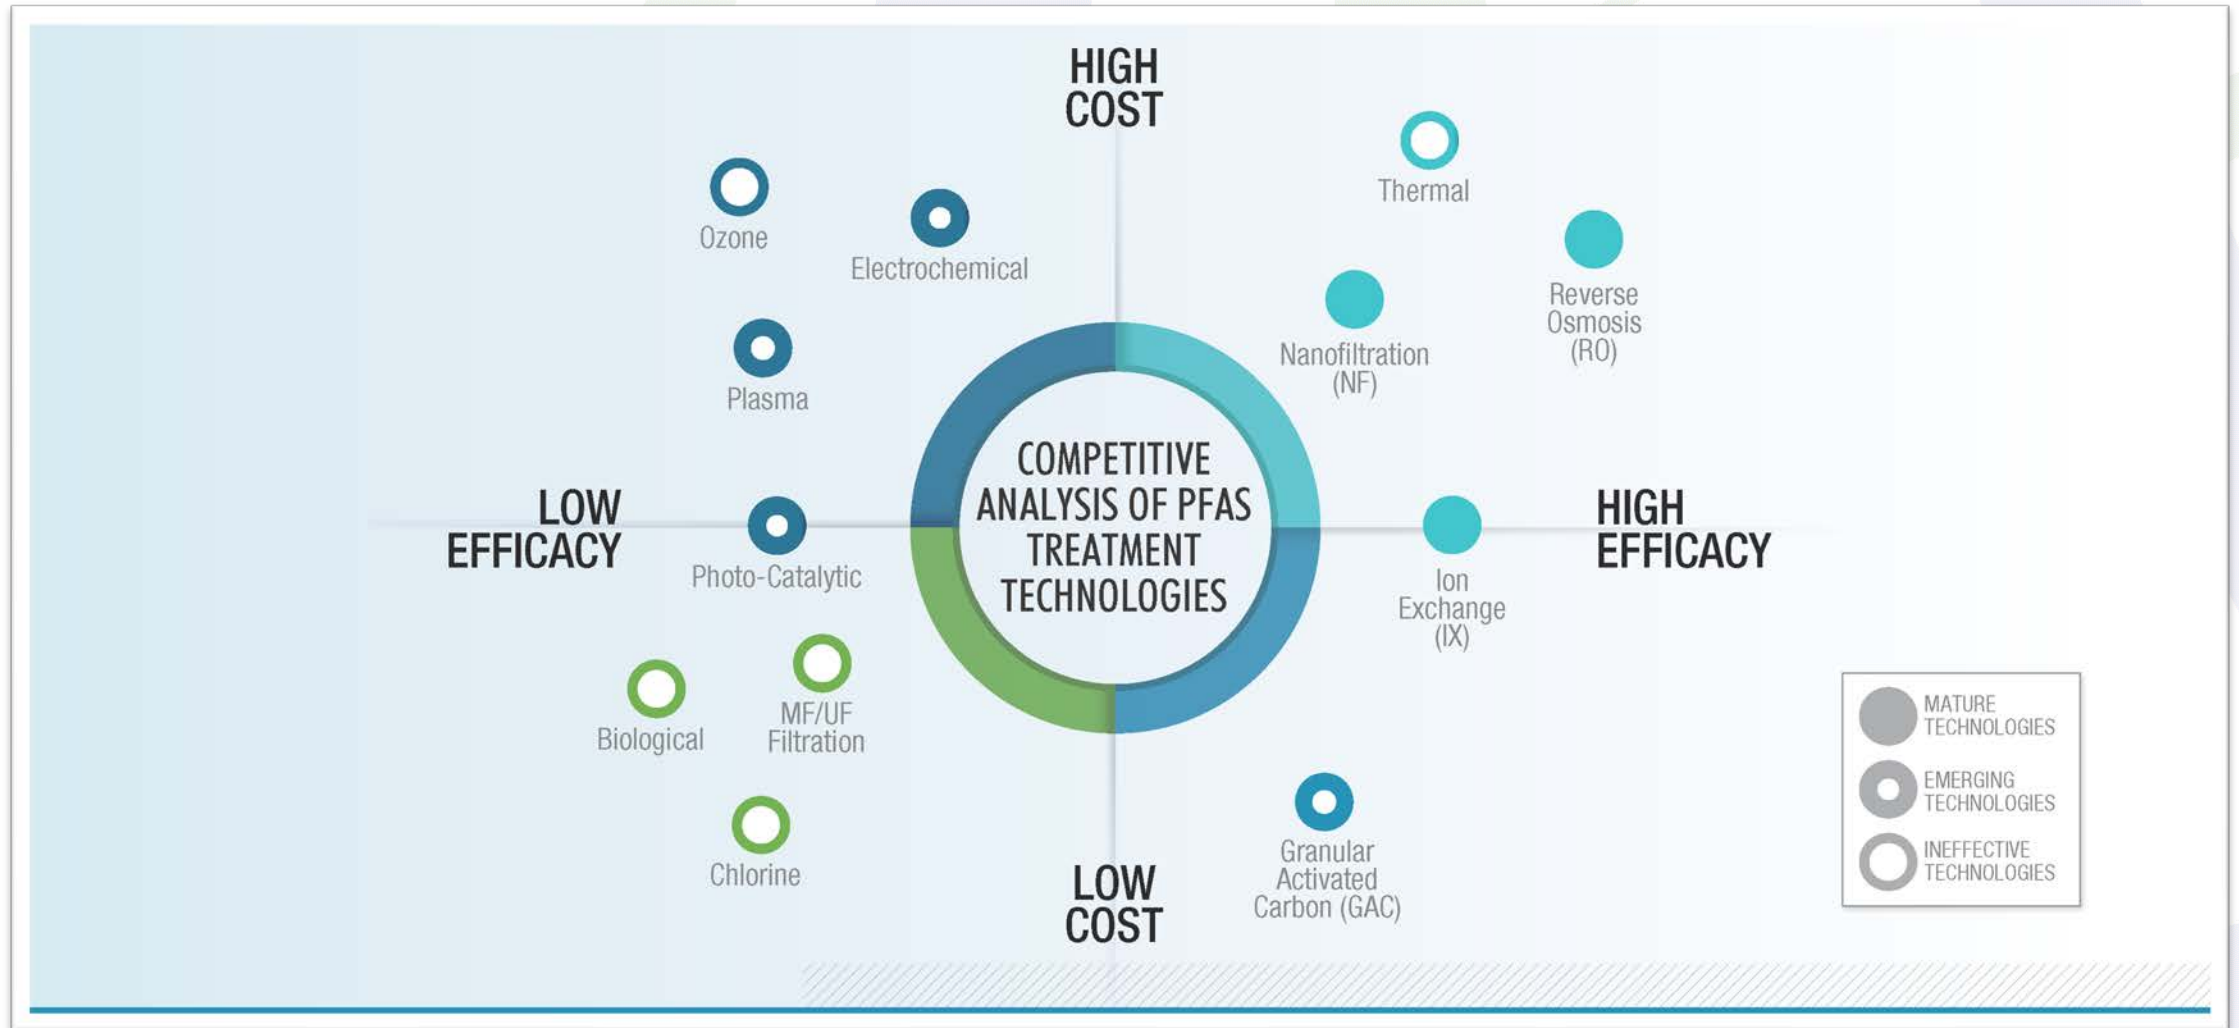 HIGH
COST
Thermal
Ozone
Electrochemical
Reverse
Osmosis
(RO)
Nanofiltration
(NF)
Plasma
COMPETITIVE
ANALYSIS OF PFAS
TREATMENT
TECHNOLOGIES
LOW
EFFICACY
HIGH
EFFICACY
Photo-Catalytic
Ion
Exchange
(IX)
Biological
MF/UF
Filtration
Chlorine
Granular
Activated
Carbon (GAC)
LOW
COST
MATURE
TECHNOLOGIES
EMERGING
TECHNOLOGIES
INEFFECTIVE
TECHNOLOGIES